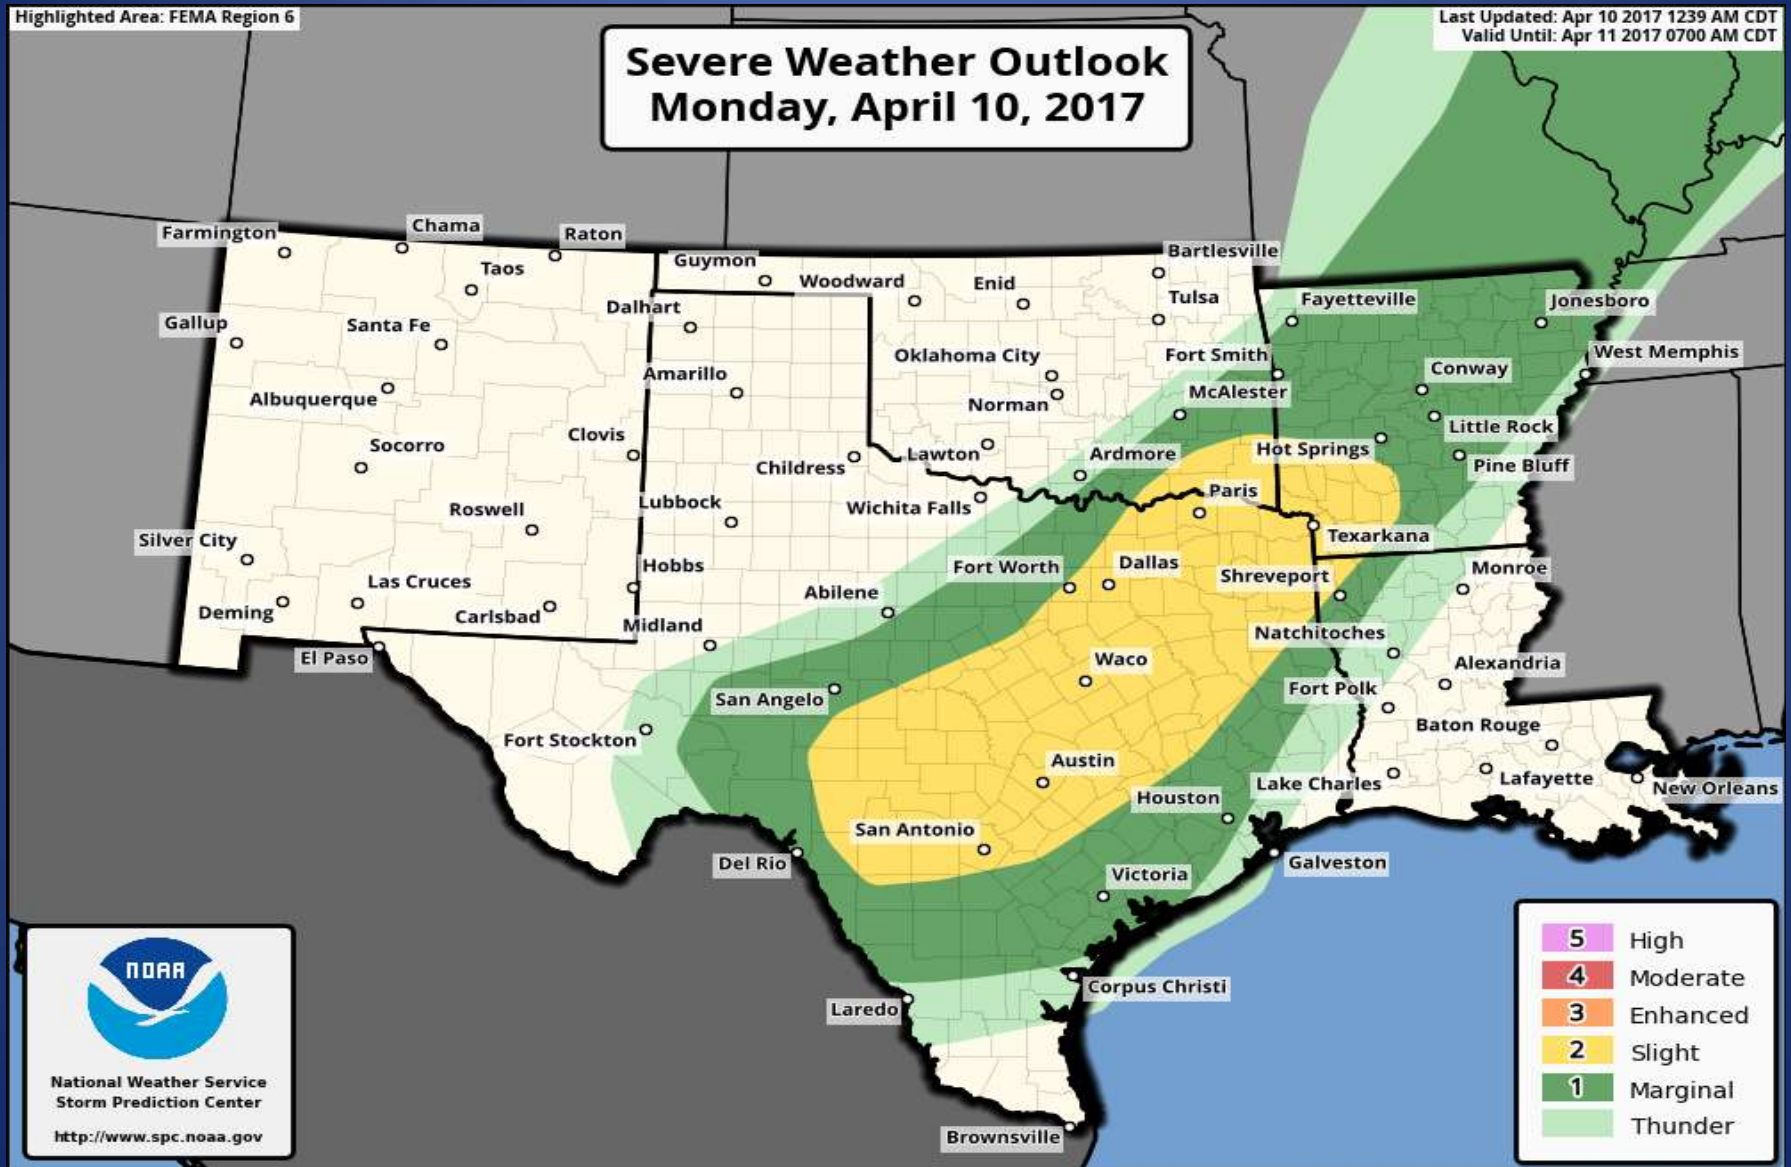 Highlighted Area: FEMA Region 6
Last Updated: Apr 10 2017 1239 AM CDT
Valid Until: Apr 11 2017 0700 AM CDT
Severe Weather Outlook
Monday, April 10, 2017
Farmington
Chama
Raton
Taos
Guymon
Woodward
Enid
Bartlesville
Dalhart
Tulsa
Fayetteville
Jonesboro
Gallup
Santa Fe
Oklahoma City
Fort Smith
West Memphis
Albuquerque
Amarillo
Norman
McAlester
Conway
Socorro
Clovis
Childress
Lawton
Ardmore
Hot Springs
Little Rock
Pine Bluff
Roswell
Lubbock
Wichita Falls
Paris
Silver City
Texarkana
Las Cruces
Hobbs
Fort Worth
Dallas
Shreveport
Monroe
Deming
Carlsbad
Midland
Abilene
Natchitoches
El Paso
Waco
Alexandria
San Angelo
Fort Polk
Fort Stockton
Baton Rouge
Austin
Lake Charles
Lafayette
New Orleans
Houston
San Antonio
Del Rio
Galveston
Victoria
Corpus Christi
Laredo
Brownsville
NOAA
National Weather Service
Storm Prediction Center
http://www.spc.noaa.gov
5 High
4 Moderate
3 Enhanced
2 Slight
1 Marginal
Thunder